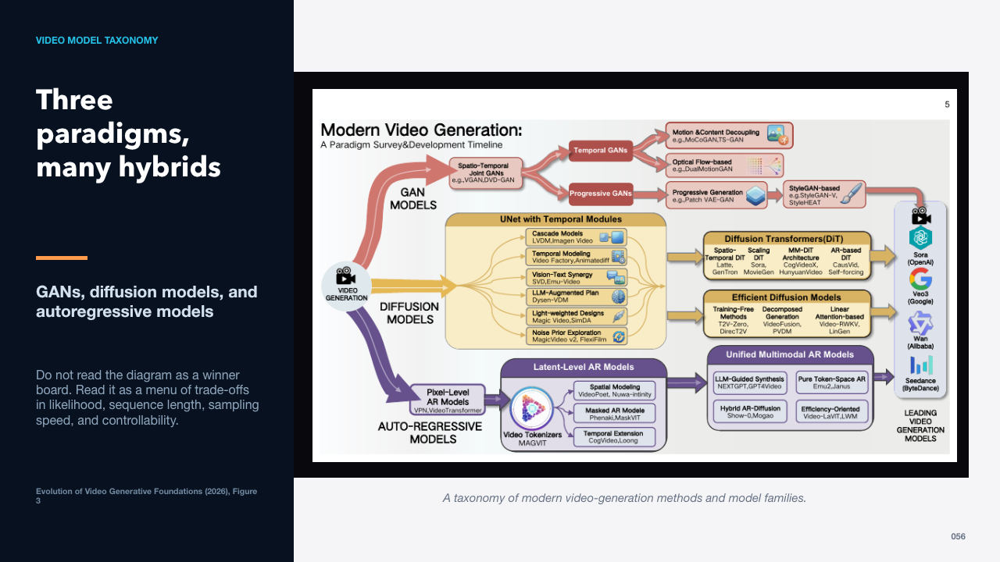 VIDEO MODEL TAXONOMY
Three
paradigms,
many hybrids
GANs, diffusion models, and
autoregressive models
Do not read the diagram as a winner
board. Read it as a menu of trade-offs
in likelihood, sequence length, sampling
speed, and controllability.
Evolution of Video Generative Foundations (2026), Figure
3
5
Modern Video Generation:
A Paradigm Survey&Development Timeline
VIDEO
GENERATION
GAN
MODELS
Spatio-Temporal
Joint GANs
e.g.,VGAN,DVD-GAN
Temporal GANs
Progressive GANs
Motion &Content Decoupling
e.g.,MoCoGAN,TS-GAN
Optical Flow-based
e.g.,DualMotionGAN
Progressive Generation
e.g.,Patch VAE-GAN
StyleGAN-based
e.g.StyleGAN-V,
StyleHEAT
DIFFUSION
MODELS
UNet with Temporal Modules
Cascade Models
LVDM,Imagen Video
Temporal Modeling
Video Factory,Animatediff
Vision-Text Synergy
SVD,Emu-Video
LLM-Augmented Plan
Dysen-VDM
Light-weighted Designs
Magic Video,SimDA
Noise Prior Exploration
MagicVideo v2, FlexiFilm
Diffusion Transformers(DiT)
Spatio-
Temporal DiT
Latte,
GenTron
Scaling
DiT
Sora,
MovieGen
MM-DiT
Architecture
CogVideoX,
HunyuanVideo
AR-based
DiT
CausVid,
Self-forcing
Efficient Diffusion Models
Training-Free
Methods
T2V-Zero,
DirecT2V
Decomposed
Generation
VideoFusion,
PVDM
Linear
Attention-based
Video-RWKV,
LinGen
AUTO-REGRESSIVE
MODELS
Pixel-Level
AR Models
VPN,VideoTransformer
Latent-Level AR Models
Video Tokenizers
MAGVIT
Spatial Modeling
VideoPoet, Nuwa-intinity
Masked AR Modele
Phenaki,MaskVIT
Temporal Extension
CogVideo,Loong
Unified Multimodal AR Models
LLM-Guided Synthesis
NEXTGPT,GPT4Video
Pure Token-Space AR
Emu2,Janus
Hybrid AR-Diffusion
Show-0,Mogao
Efficiency-Oriented
Video-LaVIT,LWM
Sora
(OpenAI)
Veo3
(Google)
Wan
(Alibaba)
Seedance
(ByteDance)
LEADING
VIDEO
GENERATION
MODELS
A taxonomy of modern video-generation methods and model families.
056